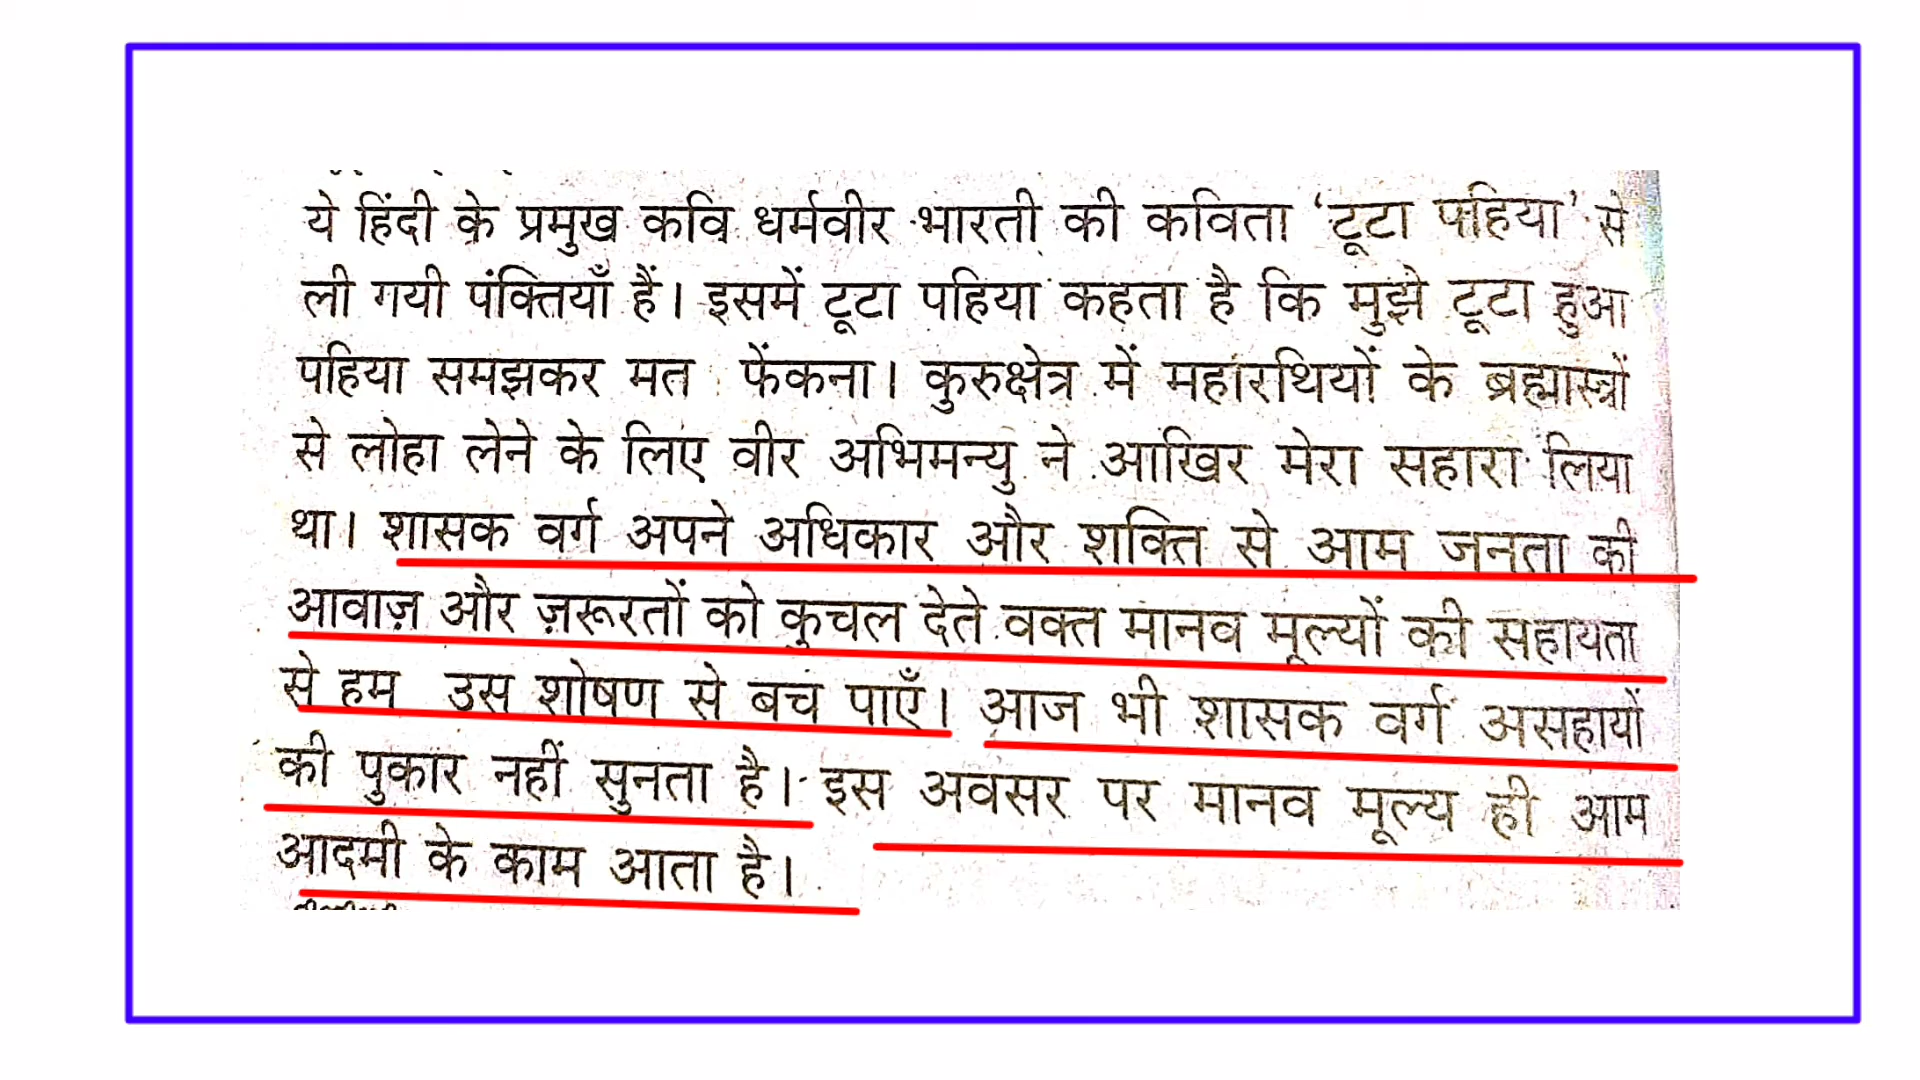 ये हिंदी के प्रमुख कवि धर्मवीर भारती की कविता ‘टूटा पहिया’ से
ली गयी पंक्तियाँ हैं। इसमें टूटा पहिया कहता है कि मुझे टूटा हुआ
पहिया समझकर मत फेंकना। कुरुक्षेत्र में महारथियों के ब्रह्मास्त्रों
से लोहा लेने के लिए वीर अभिमन्यु ने आखिर मेरा सहारा लिया
था। शासक वर्ग अपने अधिकार और शक्ति से आम जनता की
आवाज़ और ज़रूरतों को कुचल देते वक्त मानव मूल्यों की सहायता
से हम उस शोषण से बच पाएँ। आज भी शासक वर्ग असहायों
की पुकार नहीं सुनता है। इस अवसर पर मानव मूल्य ही आम
आदमी के काम आता है।